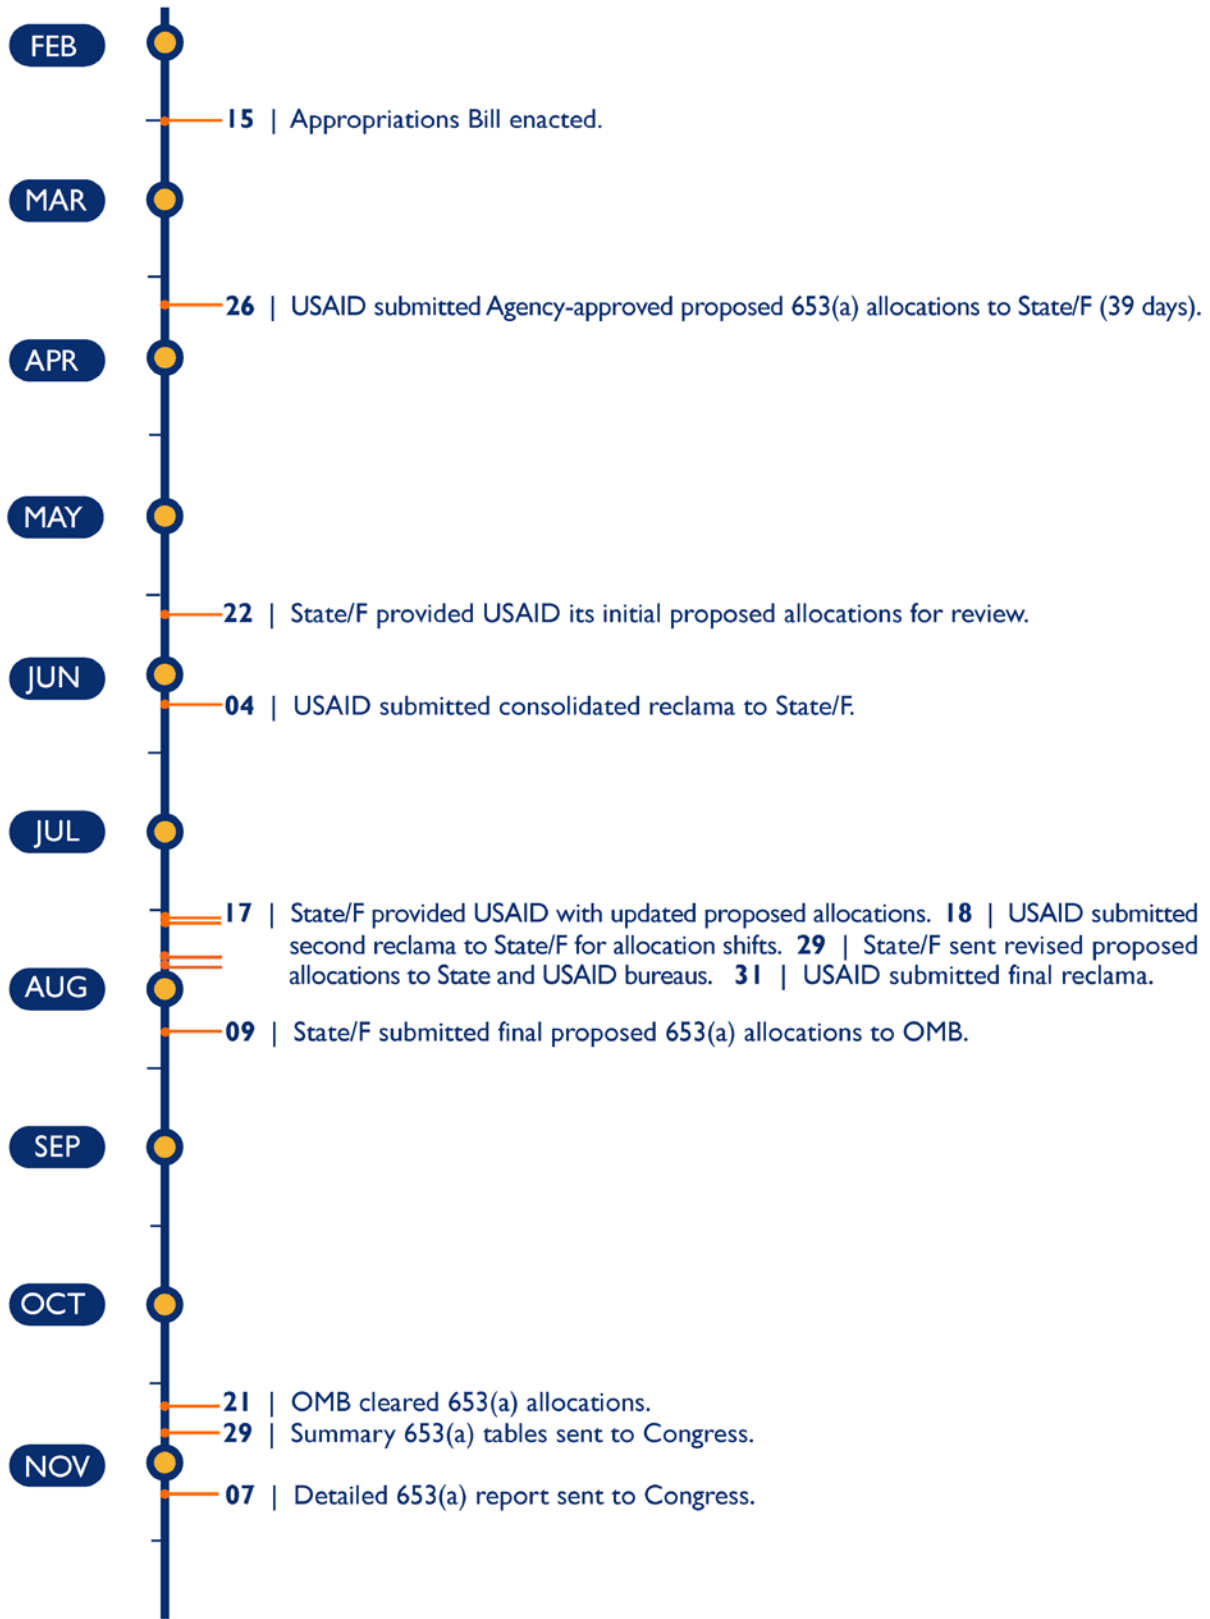 FEB
15 | Appropriations Bill enacted.
MAR
26 | USAID submitted Agency-approved proposed 653(a) allocations to State/F (39 days).
APR
MAY
22 | State/F provided USAID its initial proposed allocations for review.
JUN
04 | USAID submitted consolidated reclama to State/F.
JUL
17 | State/F provided USAID with updated proposed allocations. 18 | USAID submitted
second reclama to State/F for allocation shifts. 29 | State/F sent revised proposed
allocations to State and USAID bureaus. 31 | USAID submitted final reclama.
AUG
09 | State/F submitted final proposed 653(a) allocations to OMB.
SEP
OCT
21 | OMB cleared 653(a) allocations.
29 | Summary 653(a) tables sent to Congress.
NOV
07 | Detailed 653(a) report sent to Congress.